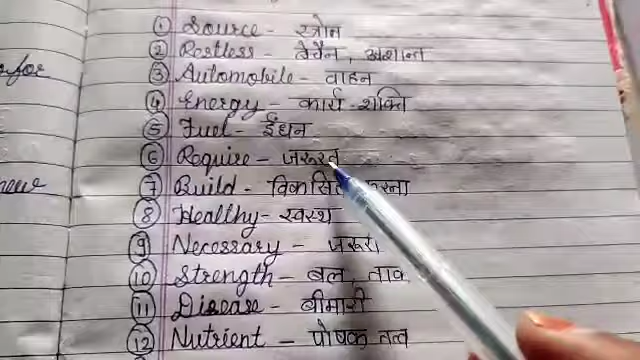 ① Source - स्त्रोत
② Restless - बेचैन, अशान्त
③ Automobile - वाहन
④ Energy - कार्य-शक्ति
⑤ Fuel - ईंधन
⑥ Require - जरूरत
⑦ Build - विकसित करना
⑧ Healthy - स्वस्थ
⑨ Necessary - जरूरी
⑩ Strength - बल, ताकत
⑪ Disease - बीमारी
⑫ Nutrient - पोषक तत्व